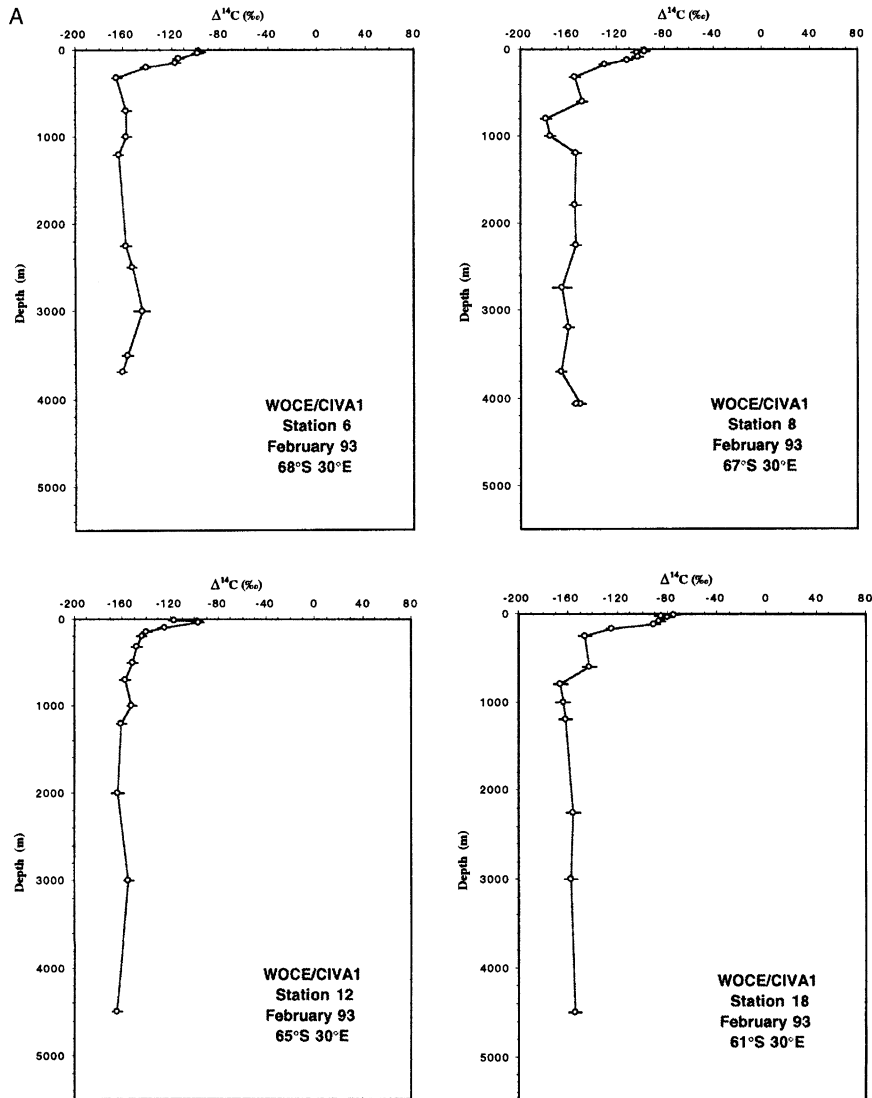 A
Δ¹⁴C (‰)
-200 -160 -120 -80 -40 0 40 80
0
1000
2000
3000
4000
5000
Depth (m)
WOCE/CIVA1
Station 6
February 93
68°S 30°E
Δ¹⁴C (‰)
-200 -160 -120 -80 -40 0 40 80
0
1000
2000
3000
4000
5000
Depth (m)
WOCE/CIVA1
Station 8
February 93
67°S 30°E
Δ¹⁴C (‰)
-200 -160 -120 -80 -40 0 40 80
0
1000
2000
3000
4000
5000
Depth (m)
WOCE/CIVA1
Station 12
February 93
65°S 30°E
Δ¹⁴C (‰)
-200 -160 -120 -80 -40 0 40 80
0
1000
2000
3000
4000
5000
Depth (m)
WOCE/CIVA1
Station 18
February 93
61°S 30°E